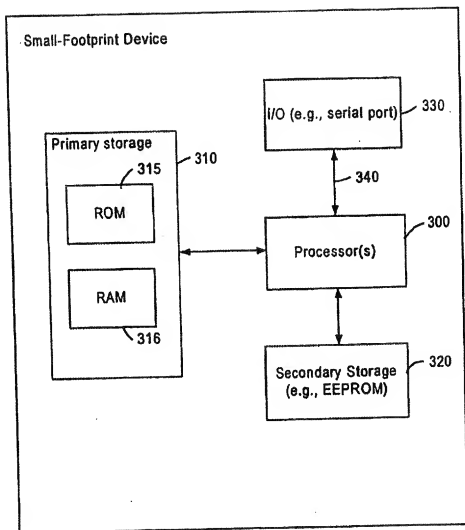 Small-Footprint Device
I/O (e.g., serial port)
330
Primary storage
310
315
ROM
340
300
Processor(s)
RAM
316
320
Secondary Storage
(e.g., EEPROM)